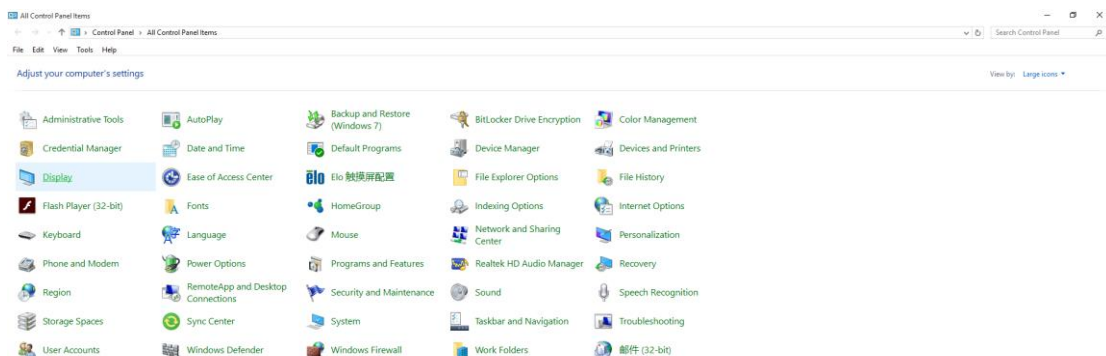 All Control Panel Items
Control Panel > All Control Panel Items
Search Control Panel
File Edit View Tools Help
Adjust your computer's settings
View by: Large icons
Administrative Tools
AutoPlay
Backup and Restore
(Windows 7)
BitLocker Drive Encryption
Color Management
Credential Manager
Date and Time
Default Programs
Device Manager
Devices and Printers
Display
Ease of Access Center
elo
Elo 触摸屏配置
File Explorer Options
File History
Flash Player (32-bit)
Fonts
HomeGroup
Indexing Options
Internet Options
Keyboard
Language
Mouse
Network and Sharing
Center
Personalization
Phone and Modem
Power Options
Programs and Features
Realtek HD Audio Manager
Recovery
Region
RemoteApp and Desktop
Connections
Security and Maintenance
Sound
Speech Recognition
Storage Spaces
Sync Center
System
Taskbar and Navigation
Troubleshooting
User Accounts
Windows Defender
Windows Firewall
Work Folders
邮件 (32-bit)